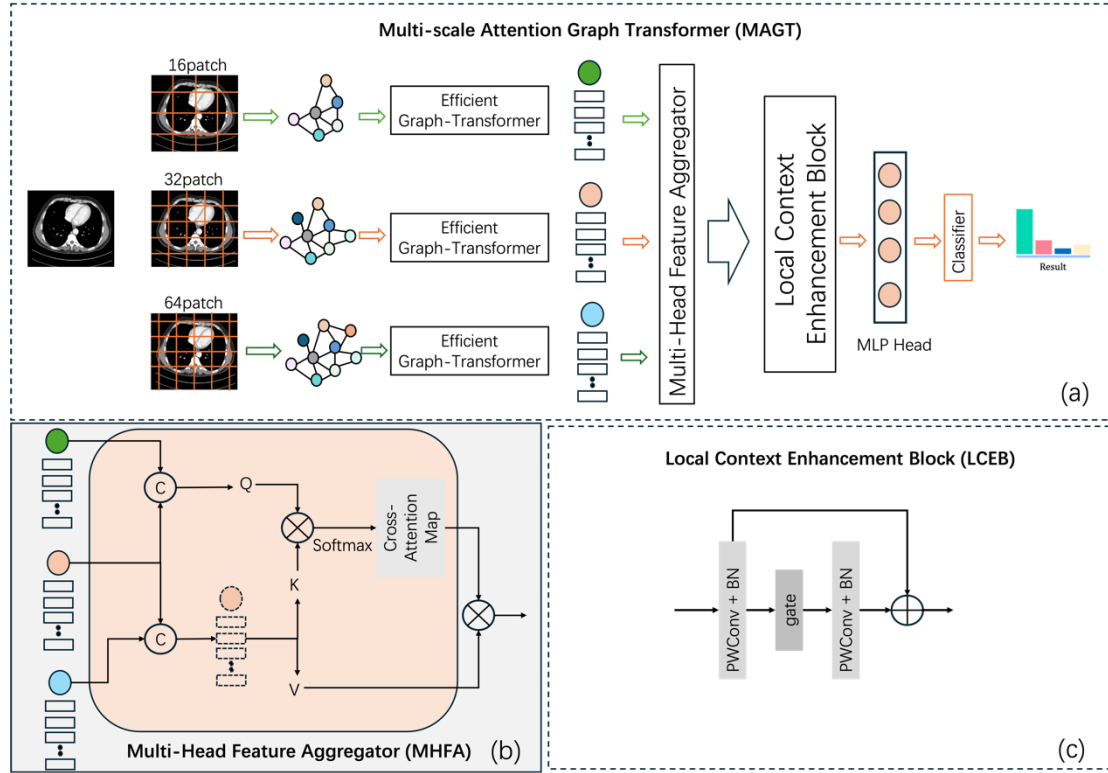 Multi-scale Attention Graph Transformer (MAGT)
16patch
Efficient
Graph-Transformer
32patch
Efficient
Graph-Transformer
64patch
Efficient
Graph-Transformer
Multi-Head Feature Aggregator
Local Context
Enhancement Block
MLP Head
Classifier
Result
(a)
C
Q
Softmax
Cross-
Attention
Map
K
C
V
Multi-Head Feature Aggregator (MHFA)
(b)
Local Context Enhancement Block (LCEB)
PWConv + BN
gate
PWConv + BN
(c)